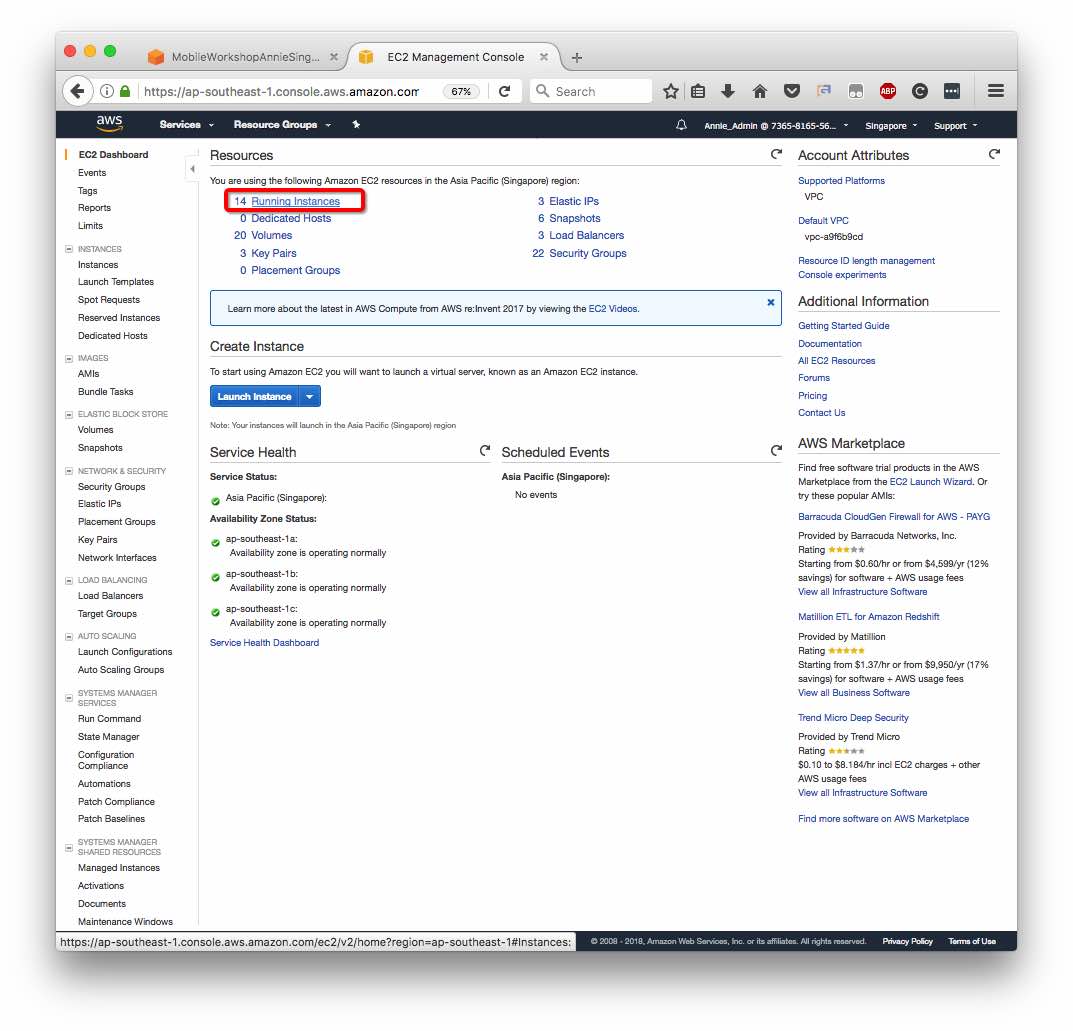 MobileWorkshopAnnieSing...
EC2 Management Console
https://ap-southeast-1.console.aws.amazon.com
67%
Search
ABP
aws
Services
Resource Groups
Annie_Admin @ 7365-8165-56...
Singapore
Support
EC2 Dashboard
Events
Tags
Reports
Limits
INSTANCES
Instances
Launch Templates
Spot Requests
Reserved Instances
Dedicated Hosts
IMAGES
AMIs
Bundle Tasks
ELASTIC BLOCK STORE
Volumes
Snapshots
NETWORK & SECURITY
Security Groups
Elastic IPs
Placement Groups
Key Pairs
Network Interfaces
LOAD BALANCING
Load Balancers
Target Groups
AUTO SCALING
Launch Configurations
Auto Scaling Groups
SYSTEMS MANAGER
SERVICES
Run Command
State Manager
Configuration
Compliance
Automations
Patch Compliance
Patch Baselines
SYSTEMS MANAGER
SHARED RESOURCES
Managed Instances
Activations
Documents
Maintenance Windows
Resources
You are using the following Amazon EC2 resources in the Asia Pacific (Singapore) region:
14 Running Instances
0 Dedicated Hosts
20 Volumes
3 Key Pairs
0 Placement Groups
3 Elastic IPs
6 Snapshots
3 Load Balancers
22 Security Groups
Learn more about the latest in AWS Compute from AWS re:Invent 2017 by viewing the EC2 Videos.
Create Instance
To start using Amazon EC2 you will want to launch a virtual server, known as an Amazon EC2 instance.
Launch Instance
Note: Your instances will launch in the Asia Pacific (Singapore) region
Service Health
Service Status:
Asia Pacific (Singapore):
Availability Zone Status:
ap-southeast-1a:
Availability zone is operating normally
ap-southeast-1b:
Availability zone is operating normally
ap-southeast-1c:
Availability zone is operating normally
Service Health Dashboard
Scheduled Events
Asia Pacific (Singapore):
No events
Account Attributes
Supported Platforms
VPC
Default VPC
vpc-a9f6b9cd
Resource ID length management
Console experiments
Additional Information
Getting Started Guide
Documentation
All EC2 Resources
Forums
Pricing
Contact Us
AWS Marketplace
Find free software trial products in the AWS
Marketplace from the EC2 Launch Wizard. Or
try these popular AMIs:
Barracuda CloudGen Firewall for AWS - PAYG
Provided by Barracuda Networks, Inc.
Rating
Starting from $0.60/hr or from $4,599/yr (12%
savings) for software + AWS usage fees
View all Infrastructure Software
Matillion ETL for Amazon Redshift
Provided by Matillion
Rating
Starting from $1.37/hr or from $9,950/yr (17%
savings) for software + AWS usage fees
View all Business Software
Trend Micro Deep Security
Provided by Trend Micro
Rating
$0.10 to $8.184/hr incl EC2 charges + other
AWS usage fees
View all Infrastructure Software
Find more software on AWS Marketplace
https://ap-southeast-1.console.aws.amazon.com/ec2/v2/home?region=ap-southeast-1#Instances:
© 2008 - 2018, Amazon Web Services, Inc. or its affiliates. All rights reserved.
Privacy Policy
Terms of Use